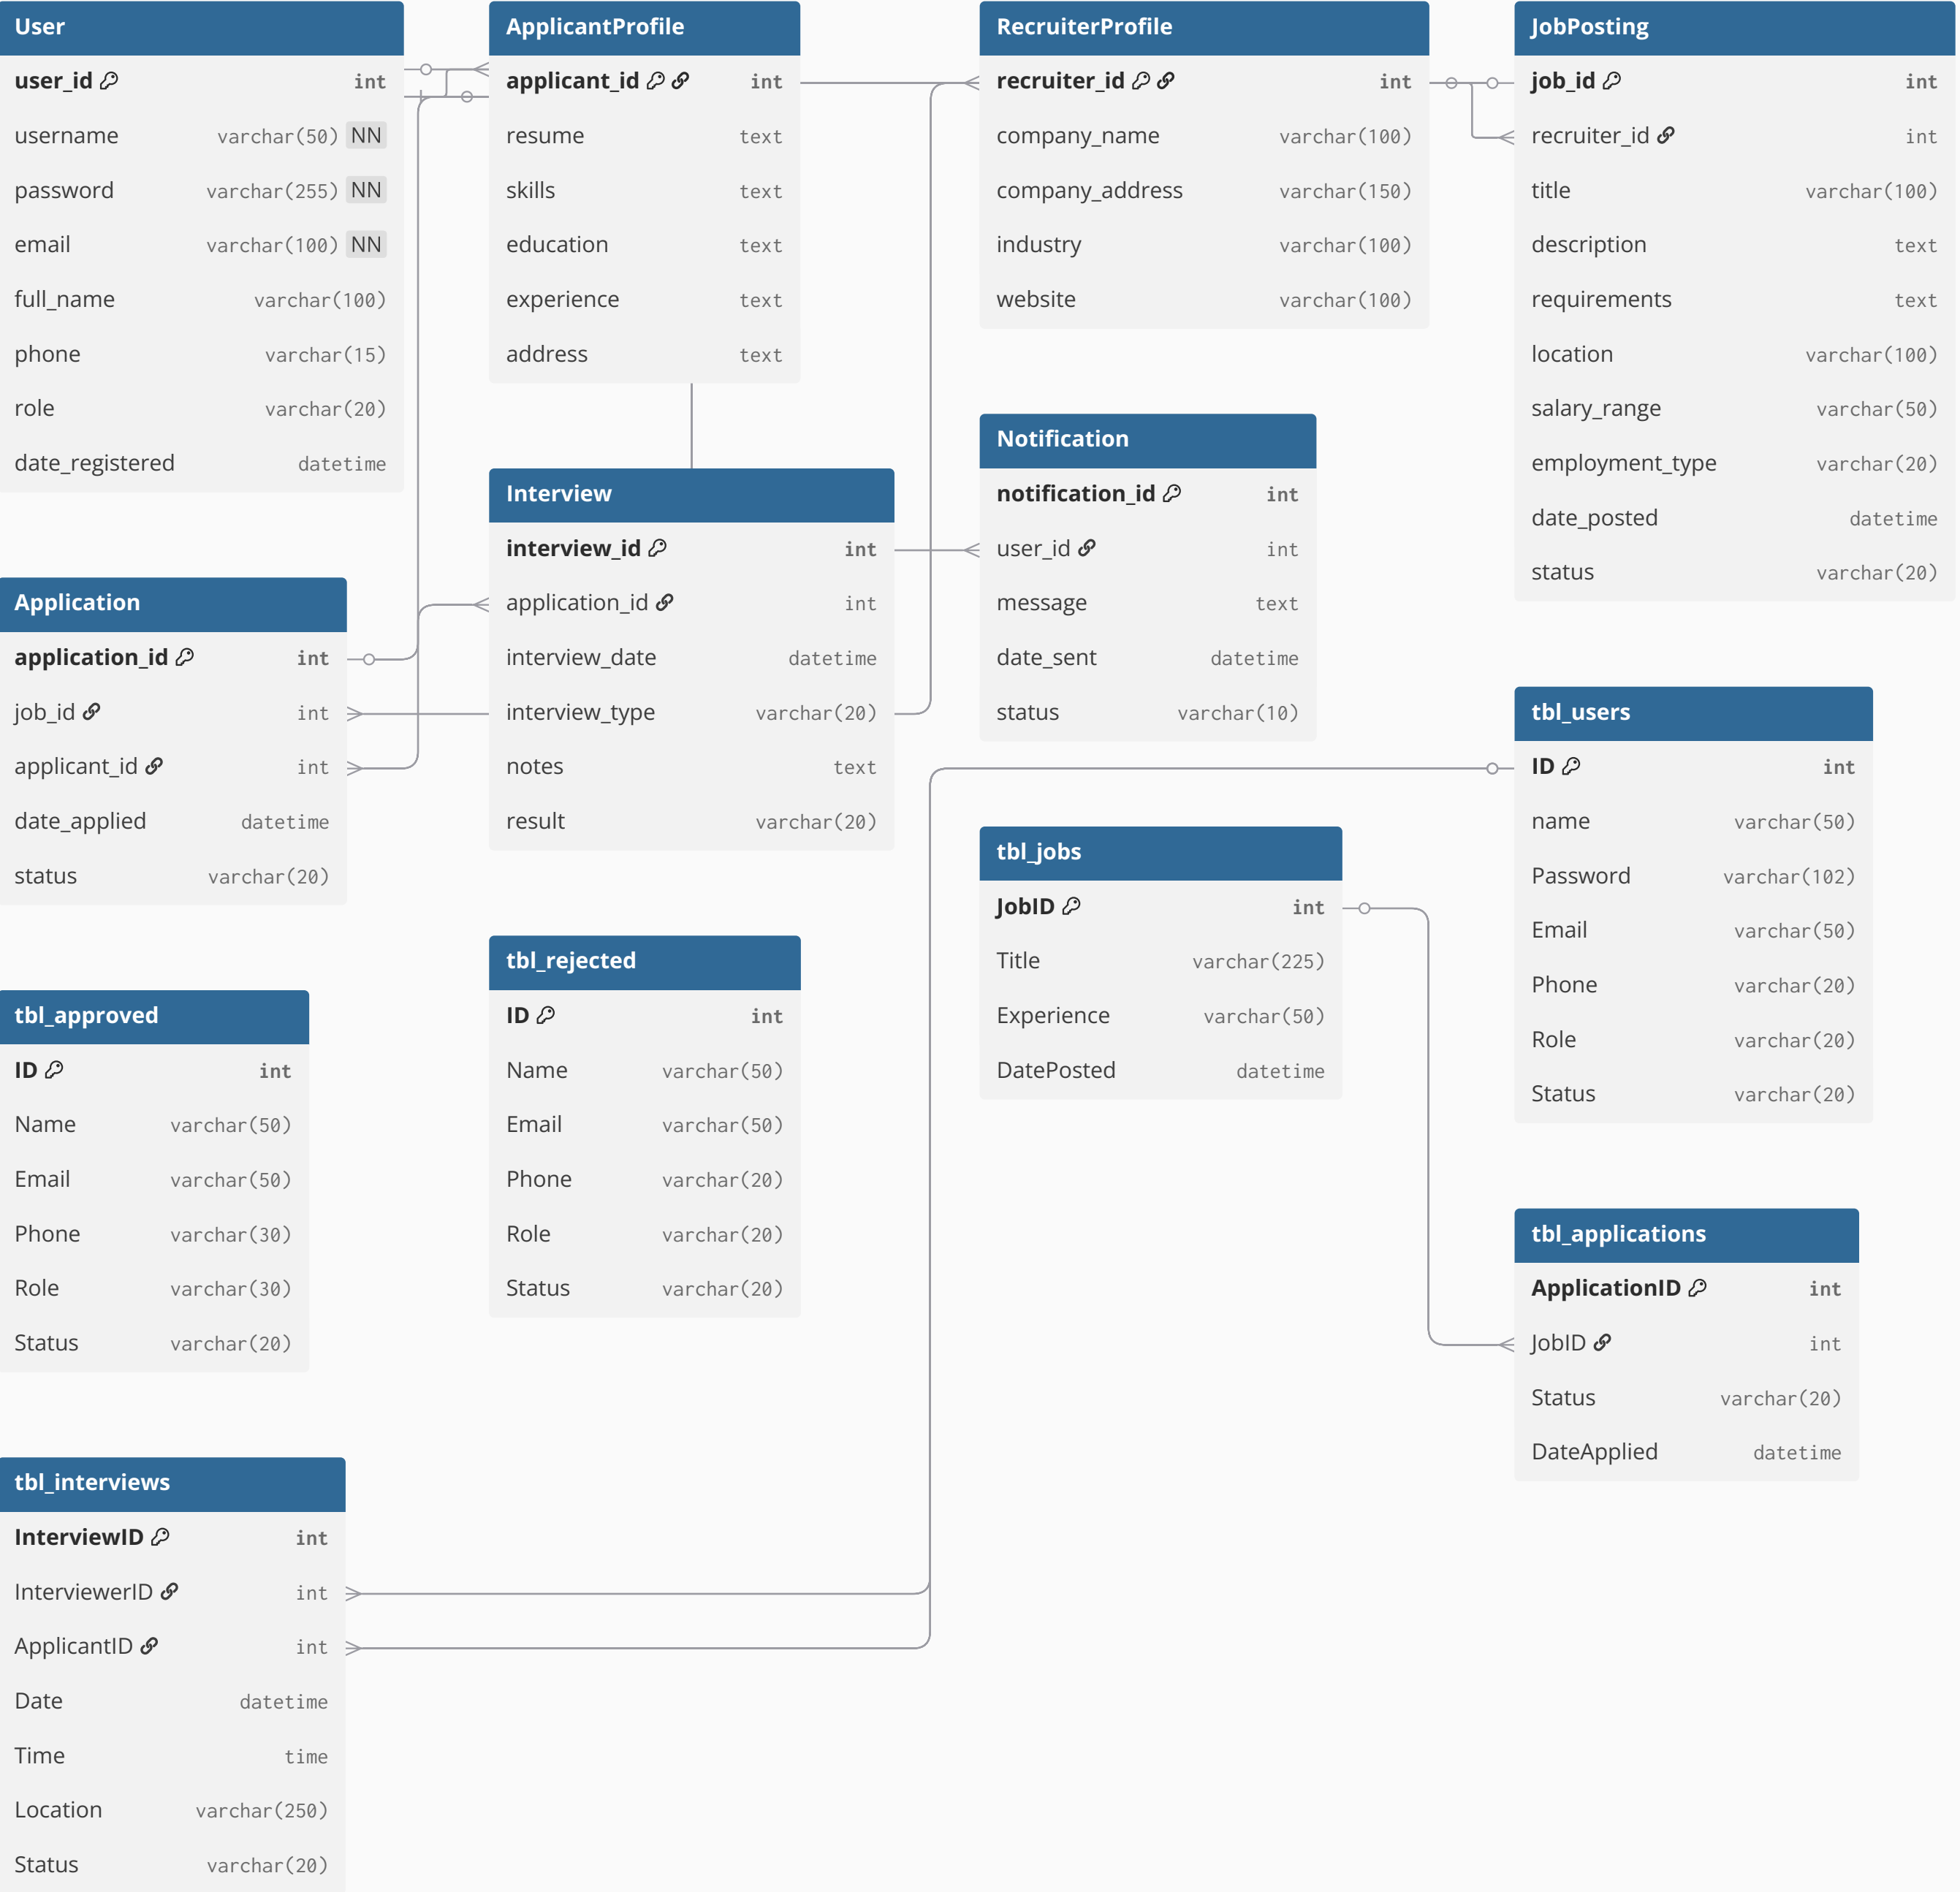 User
user_id int
username varchar(50) NN
password varchar(255) NN
email varchar(100) NN
full_name varchar(100)
phone varchar(15)
role varchar(20)
date_registered datetime
ApplicantProfile
applicant_id int
resume text
skills text
education text
experience text
address text
RecruiterProfile
recruiter_id int
company_name varchar(100)
company_address varchar(150)
industry varchar(100)
website varchar(100)
JobPosting
job_id int
recruiter_id int
title varchar(100)
description text
requirements text
location varchar(100)
salary_range varchar(50)
employment_type varchar(20)
date_posted datetime
status varchar(20)
Application
application_id int
job_id int
applicant_id int
date_applied datetime
status varchar(20)
Interview
interview_id int
application_id int
interview_date datetime
interview_type varchar(20)
notes text
result varchar(20)
Notification
notification_id int
user_id int
message text
date_sent datetime
status varchar(10)
tbl_users
ID int
name varchar(50)
Password varchar(102)
Email varchar(50)
Phone varchar(20)
Role varchar(20)
Status varchar(20)
tbl_approved
ID int
Name varchar(50)
Email varchar(50)
Phone varchar(30)
Role varchar(30)
Status varchar(20)
tbl_rejected
ID int
Name varchar(50)
Email varchar(50)
Phone varchar(20)
Role varchar(20)
Status varchar(20)
tbl_jobs
JobID int
Title varchar(225)
Experience varchar(50)
DatePosted datetime
tbl_applications
ApplicationID int
JobID int
Status varchar(20)
DateApplied datetime
tbl_interviews
InterviewID int
InterviewerID int
ApplicantID int
Date datetime
Time time
Location varchar(250)
Status varchar(20)